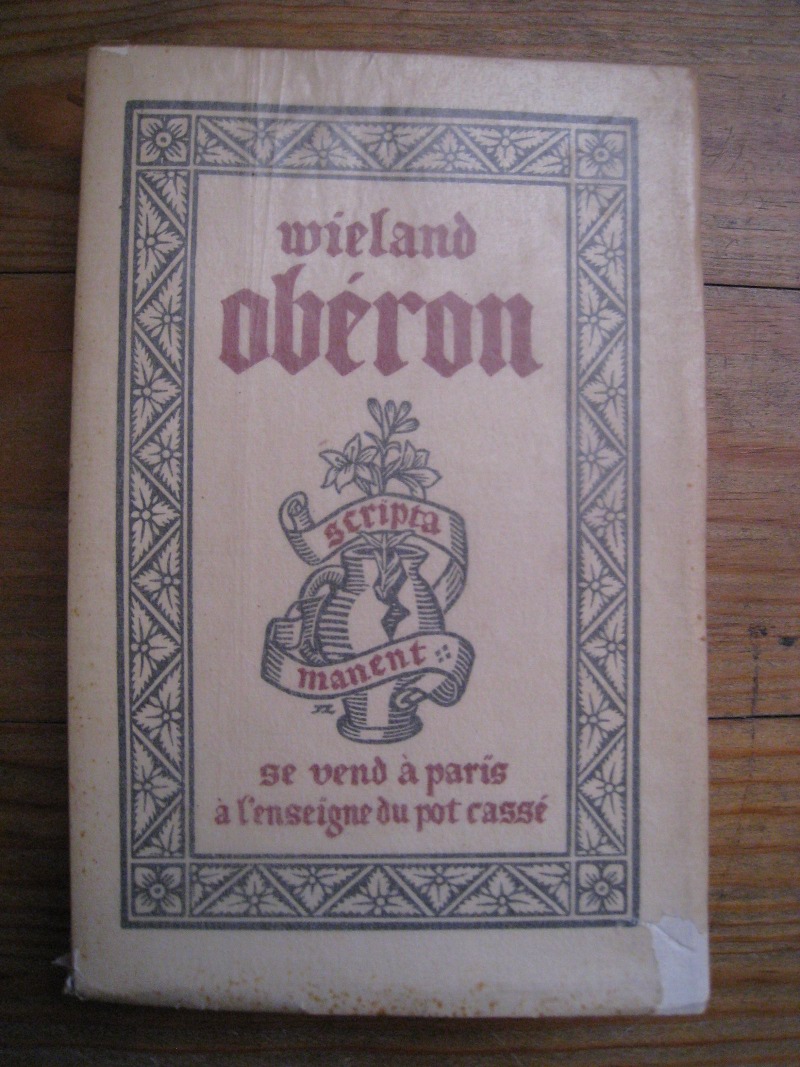 wieland
obéron
scripta
manent
se vend à paris
à l'enseigne du pot cassé